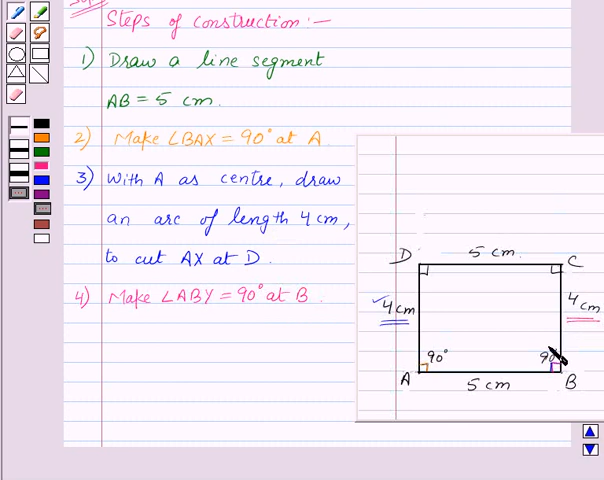 Steps of construction :—
1) Draw a line segment
AB = 5 cm.
2) Make ∠BAX = 90° at A.
3) With A as centre, draw
an arc of length 4 cm,
to cut AX at D.
4) Make ∠ABY = 90° at B.
D 5 cm. C
4 cm 4 cm
90°
A 5 cm B